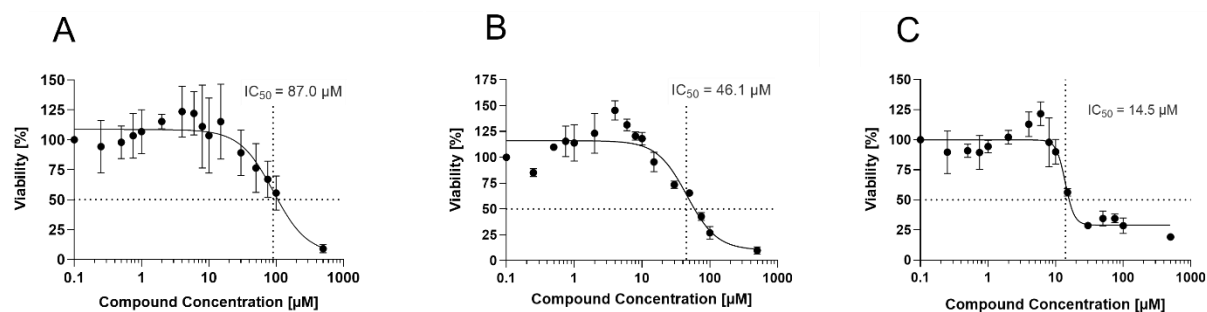 A
IC50 = 87.0 µM
150
125
100
75
50
25
0
Viability [%]
0.1 1 10 100 1000
Compound Concentration [µM]
B
IC50 = 46.1 µM
175
150
125
100
75
50
25
0
Viability [%]
0.1 1 10 100 1000
Compound Concentration [µM]
C
IC50 = 14.5 µM
150
125
100
75
50
25
0
Viability [%]
0.1 1 10 100 1000
Compound Concentration [µM]